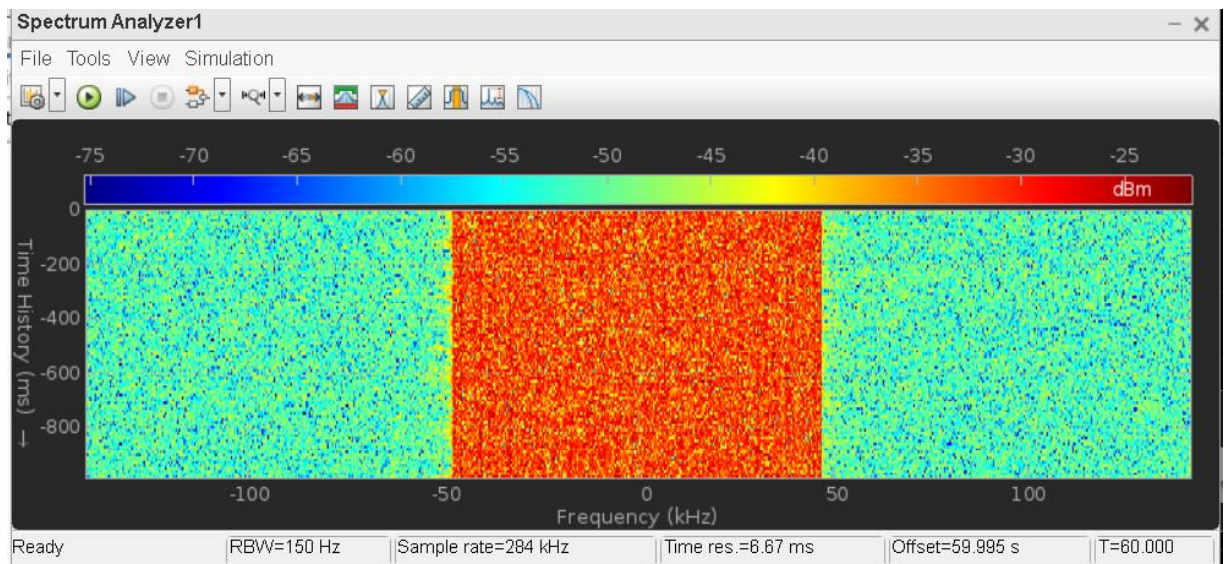 Spectrum Analyzer1
File Tools View Simulation
-75 -70 -65 -60 -55 -50 -45 -40 -35 -30 -25
dBm
0
-200
-400
-600
-800
Time History (ms) →
-100 -50 0 50 100
Frequency (kHz)
Ready RBW=150 Hz Sample rate=284 kHz Time res.=6.67 ms Offset=59.995 s T=60.000